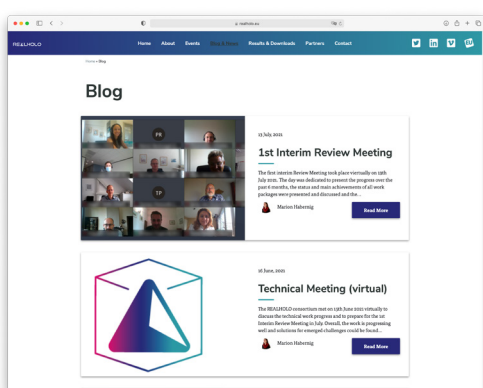 realholo.eu
REALHOLO
Home About Events Blog & News Results & Downloads Partners Contact
Home » Blog
Blog
PR
TP
15 July, 2021
1st Interim Review Meeting
The first interim Review Meeting took place virtually on 15th
July 2021. The day was dedicated to present the progress over the
past 6 months, the status and main achievements of all work
packages were presented and discussed and the...
Marion Habernig
Read More
16 June, 2021
Technical Meeting (virtual)
The REALHOLO consortium met on 15th June 2021 virtually to
discuss the technical work progress and to prepare for the 1st
Interim Review Meeting in July. Overall, the work is progressing
well and solutions for emerged challenges could be found...
Marion Habernig
Read More